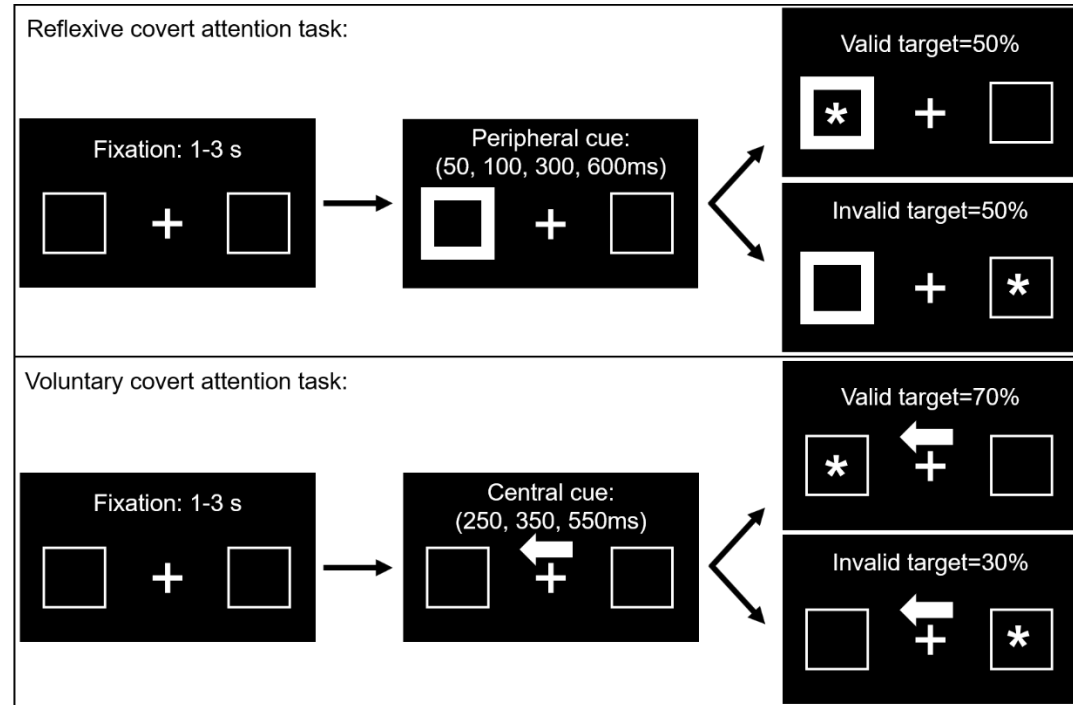 Reflexive covert attention task:
Fixation: 1-3 s
Peripheral cue:
(50, 100, 300, 600ms)
Valid target=50%
*
+
Invalid target=50%
+
*
+
+
Voluntary covert attention task:
Fixation: 1-3 s
Central cue:
(250, 350, 550ms)
Valid target=70%
*
+
Invalid target=30%
+
*
+
+